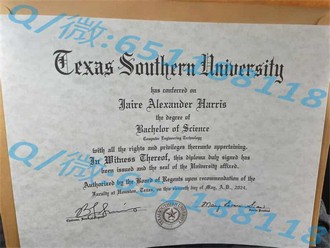 Texas Southern University
has conferred on
Jaire Alexander Harris
the degree of
Bachelor of Science
Computer Engineering Technology
with all the rights and privileges thereunto appertaining.
In Witness Thereof, this diploma duly signed has
been issued and the seal of the University affixed.
Authorized by the Board of Regents upon recommendation of the
Faculty at Houston, Texas, on this eleventh day of May, A.D., 2024.
Q/微:6511168118
Q/微:6511168118